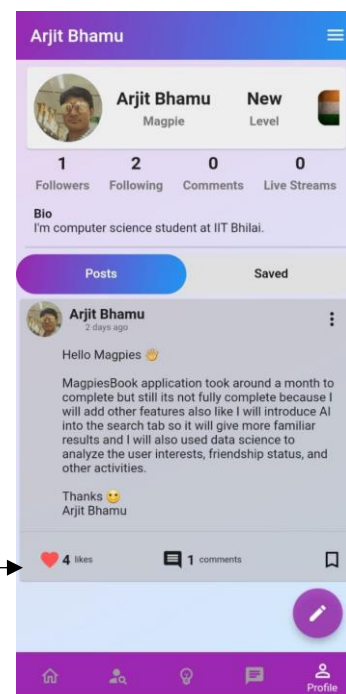 Arjit Bhamu
Arjit Bhamu New
Magpie Level
1 2 0 0
Followers Following Comments Live Streams
Bio
I'm computer science student at IIT Bhilai.
Posts Saved
Arjit Bhamu
2 days ago
Hello Magpies 👋
MagpiesBook application took around a month to
complete but still its not fully complete because I
will add other features also like I will introduce AI
into the search tab so it will give more familiar
results and I will also used data science to
analyze the user interests, friendship status, and
other activities.
Thanks 😊
Arjit Bhamu
4 likes 1 comments
Profile